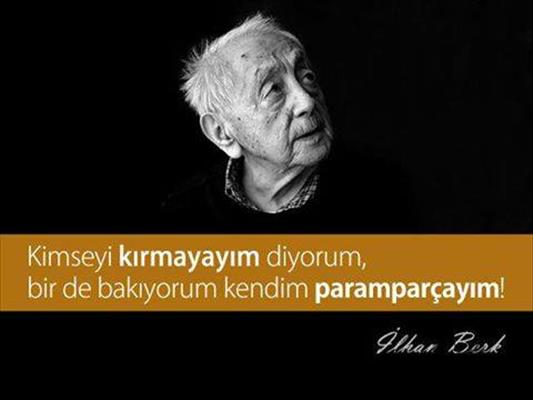 Kimseyi kırmayayım diyorum,
bir de bakıyorum kendim paramparçayım!
İlhan Berk